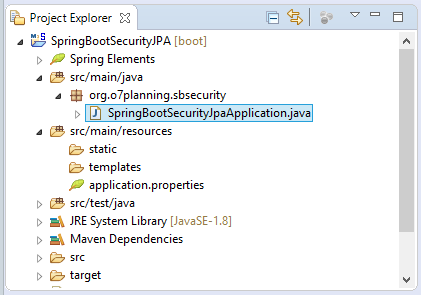 Project Explorer
SpringBootSecurityJPA [boot]
Spring Elements
src/main/java
org.o7planning.sbsecurity
SpringBootSecurityJpaApplication.java
src/main/resources
static
templates
application.properties
src/test/java
JRE System Library [JavaSE-1.8]
Maven Dependencies
src
target